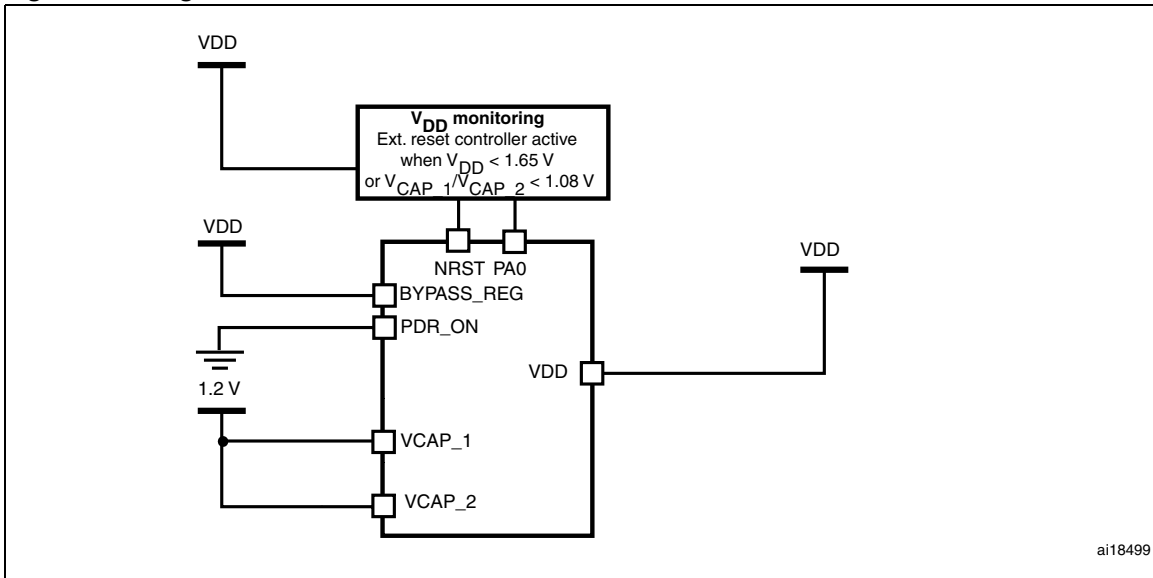 VDD
VDD monitoring
Ext. reset controller active
when VDD < 1.65 V
or VCAP_1/VCAP_2 < 1.08 V
VDD
VDD
NRST PA0
BYPASS_REG
PDR_ON
VDD
1.2 V
VCAP_1
VCAP_2
ai18499